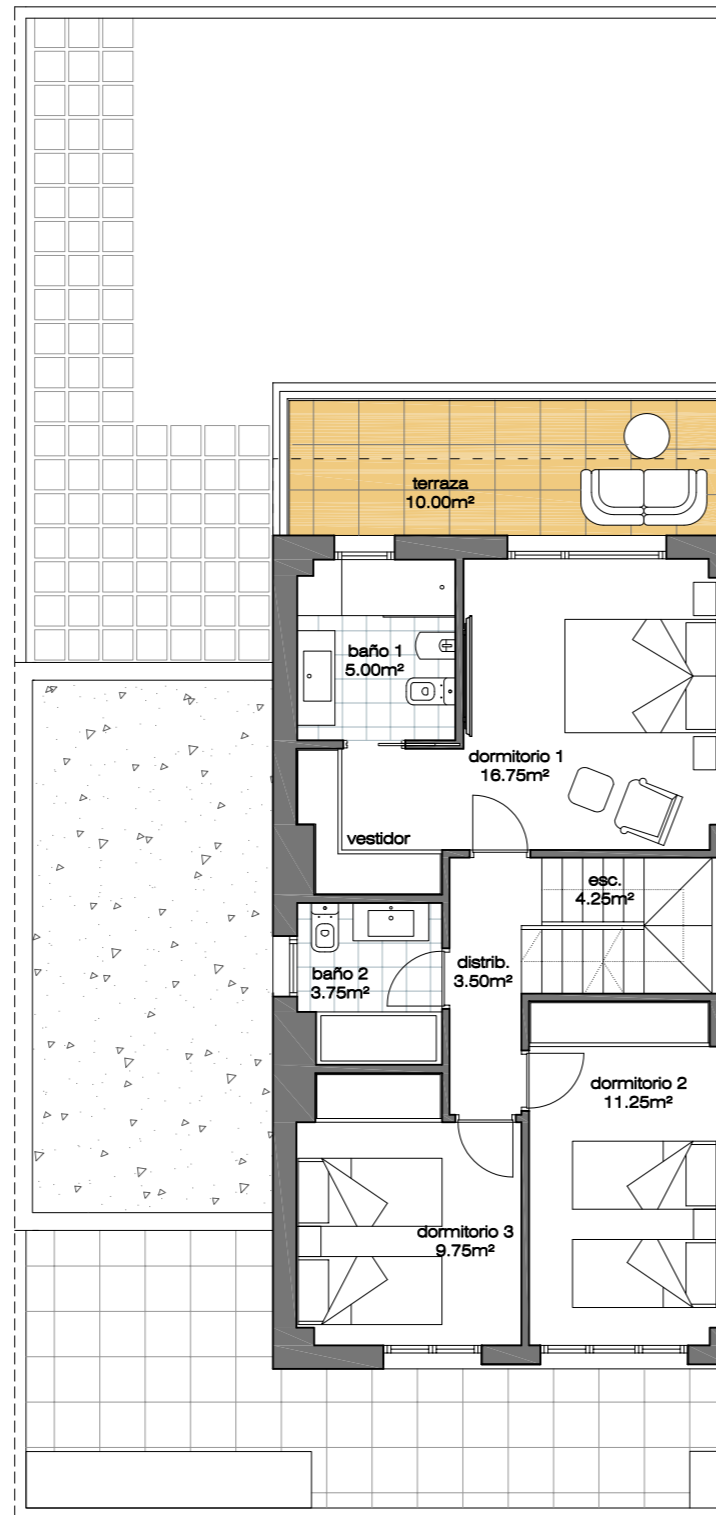 terraza
10.00m²
baño 1
5.00m²
dormitorio 1
16.75m²
vestidor
esc.
4.25m²
distrib.
3.50m²
baño 2
3.75m²
dormitorio 2
11.25m²
dormitorio 3
9.75m²